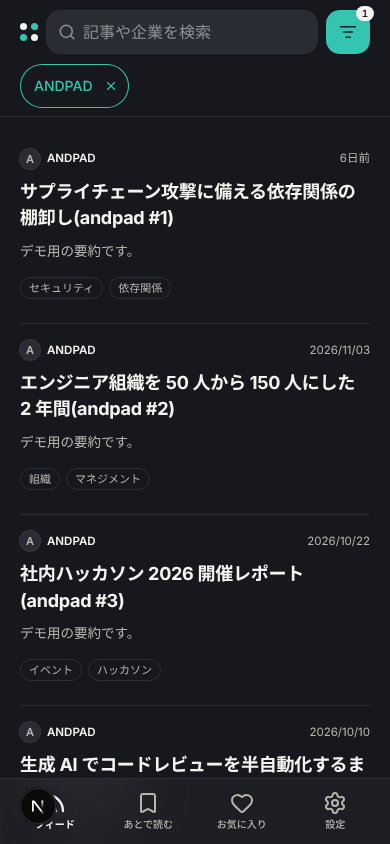 記事や企業を検索
1
ANDPAD ×
A ANDPAD 6日前
サプライチェーン攻撃に備える依存関係の
棚卸し(andpad #1)
デモ用の要約です。
セキュリティ 依存関係
A ANDPAD 2026/11/03
エンジニア組織を 50 人から 150 人にした
2 年間(andpad #2)
デモ用の要約です。
組織 マネジメント
A ANDPAD 2026/10/22
社内ハッカソン 2026 開催レポート
(andpad #3)
デモ用の要約です。
イベント ハッカソン
A ANDPAD 2026/10/10
生成 AI でコードレビューを半自動化するま
N
フィード あとで読む お気に入り 設定